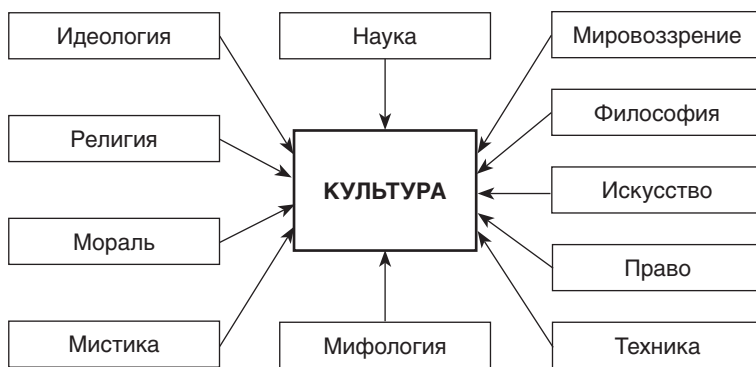 Идеология
Наука
Мировоззрение
Философия
Религия
КУЛЬТУРА
Искусство
Мораль
Право
Мистика
Мифология
Техника